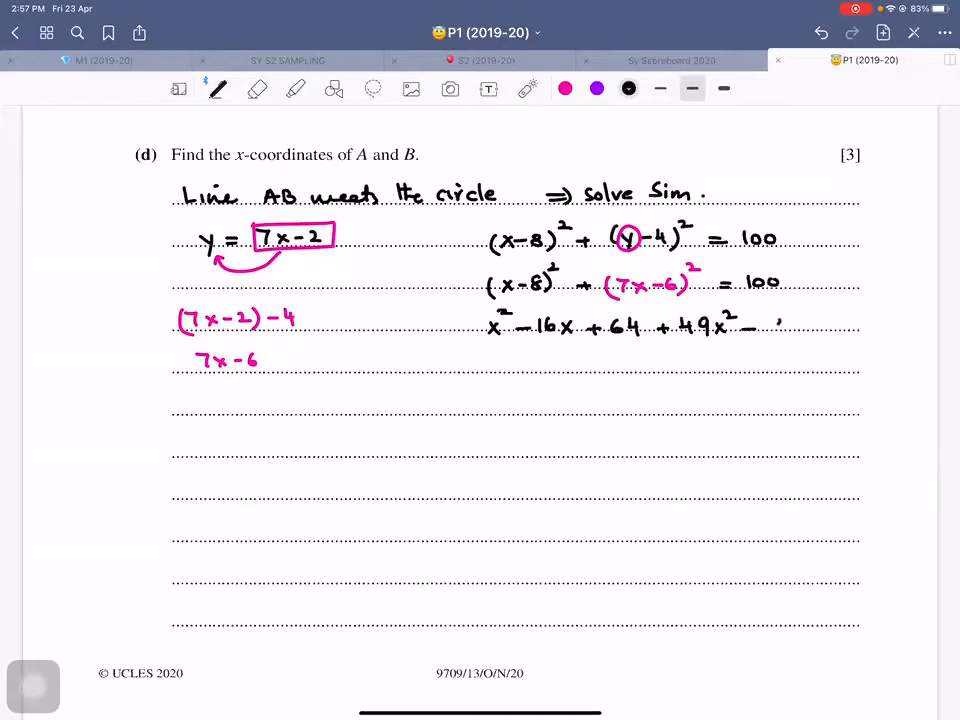 2:57 PM Fri 23 Apr
83%
P1 (2019-20)
M1 (2019-20)
SY S2 SAMPLING
S2 (2019-20)
Sy Scoreboard 2020
P1 (2019-20)
(d) Find the x-coordinates of A and B. [3]
Line AB meets the circle ⇒ solve Sim.
y = 7x-2
(x-8)² + (y-4)² = 100
(x-8)² + (7x-6)² = 100
(7x-2)-4
x² - 16x + 64 + 49x² -
7x-6
© UCLES 2020
9709/13/O/N/20